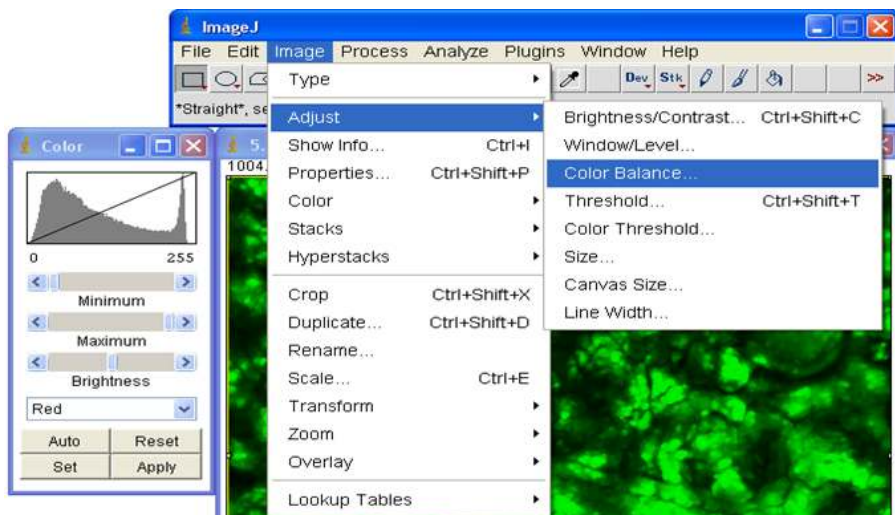 ImageJ
File Edit Image Process Analyze Plugins Window Help
Dev Stk >>
*Straight*, se
Type
Adjust
Show Info... Ctrl+I
Properties... Ctrl+Shift+P
Color
Stacks
Hyperstacks
Crop Ctrl+Shift+X
Duplicate... Ctrl+Shift+D
Rename...
Scale... Ctrl+E
Transform
Zoom
Overlay
Lookup Tables
Brightness/Contrast... Ctrl+Shift+C
Window/Level...
Color Balance...
Threshold... Ctrl+Shift+T
Color Threshold...
Size...
Canvas Size...
Line Width...
Color
0 255
Minimum
Maximum
Brightness
Red
Auto Reset
Set Apply
5.
1004.